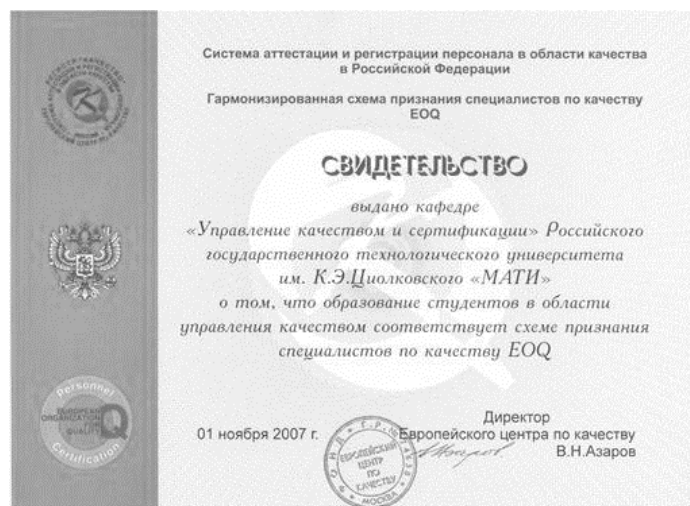 Система аттестации и регистрации персонала в области качества
в Российской Федерации
Гармонизированная схема признания специалистов по качеству
EOQ
СВИДЕТЕЛЬСТВО
выдано кафедре
«Управление качеством и сертификации» Российского
государственного технологического университета
им. К.Э.Циолковского «МАТИ»
о том, что образование студентов в области
управления качеством соответствует схеме признания
специалистов по качеству EOQ
Personnel
EUROPEAN
ORGANIZATION
FOR
QUALITY
Certification
01 ноября 2007 г.
Директор
Европейского центра по качеству
В.Н.Азаров
ФОНД
ЕВРОПЕЙСКИЙ
ЦЕНТР
ПО
КАЧЕСТВУ
МОСКВА